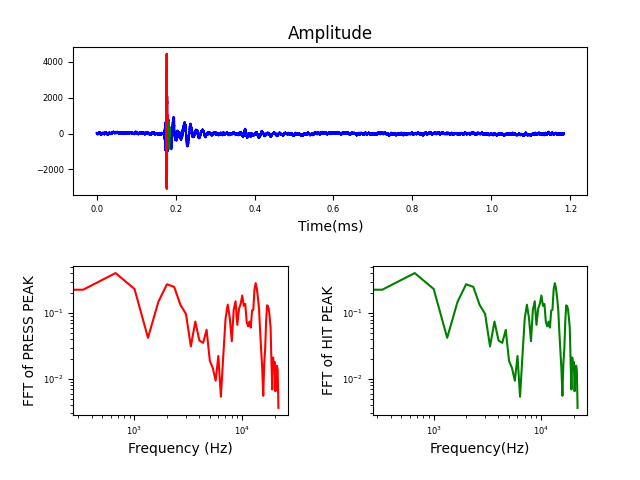 Amplitude
4000
2000
0
−2000
0.0 0.2 0.4 0.6 0.8 1.0 1.2
Time(ms)
FFT of PRESS PEAK
10⁻¹
10⁻²
10³ 10⁴
Frequency (Hz)
FFT of HIT PEAK
10⁻¹
10⁻²
10³ 10⁴
Frequency(Hz)